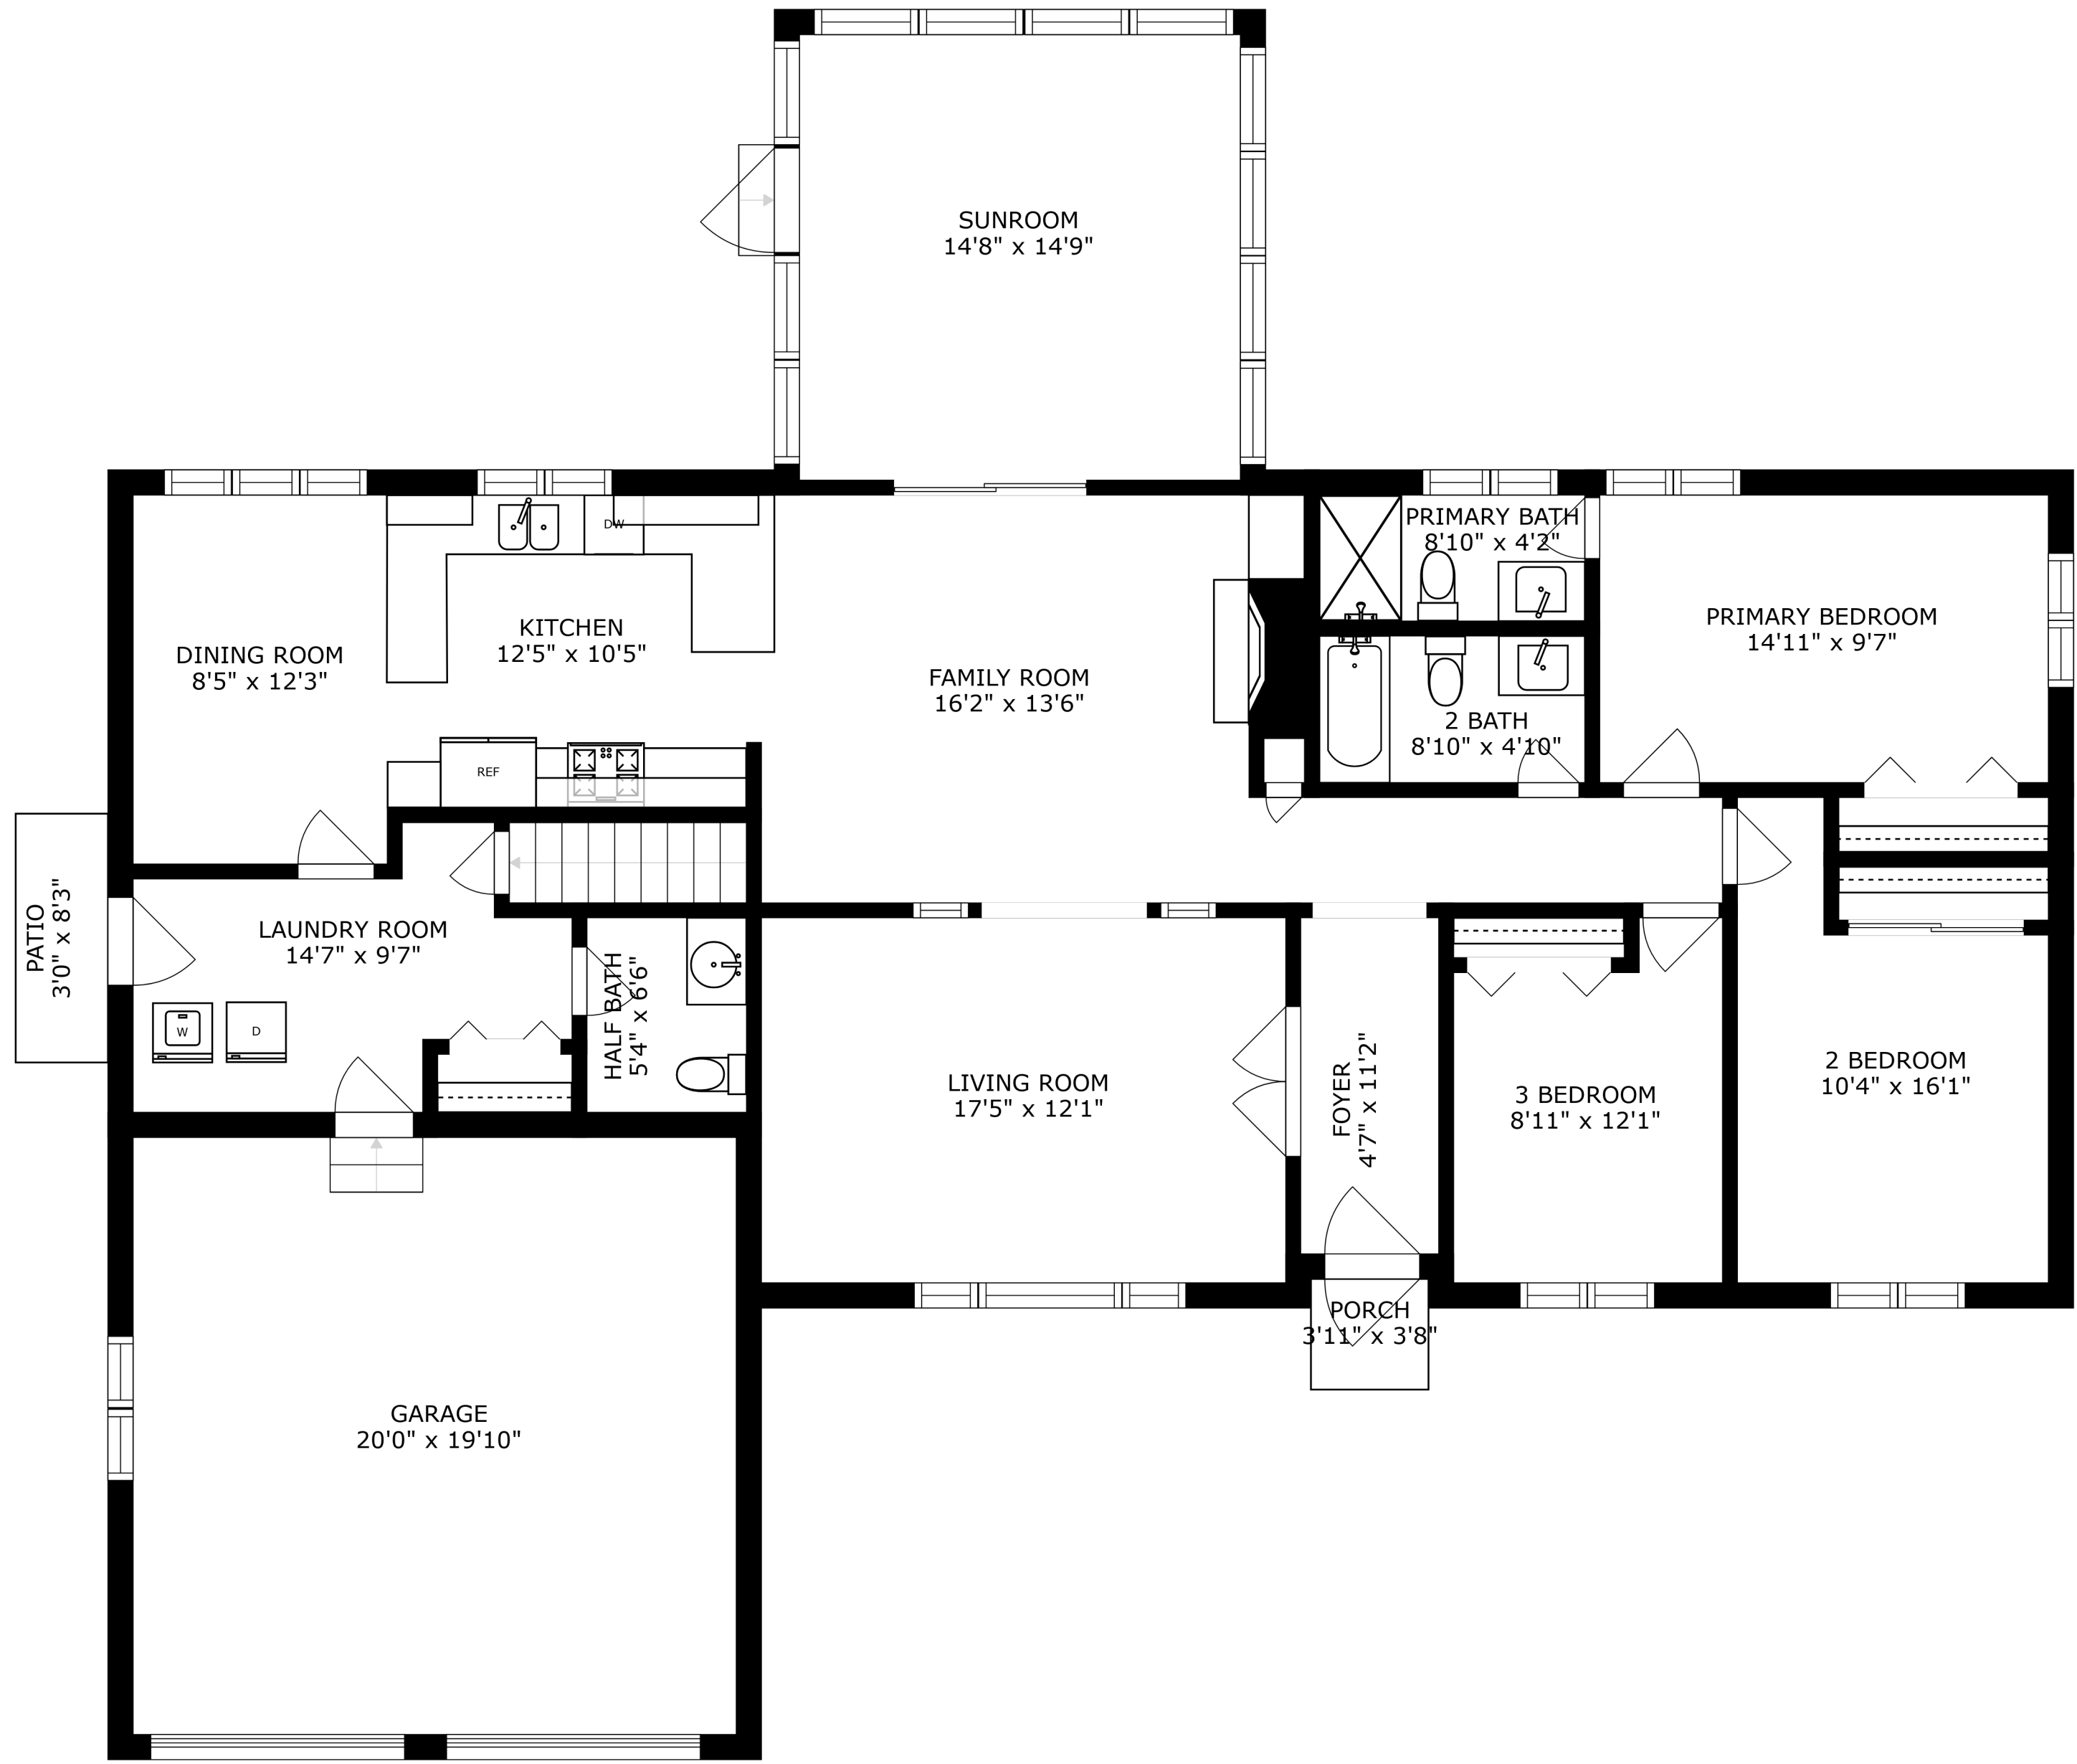 SUNROOM
14'8" x 14'9"
PRIMARY BATH
8'10" x 4'2"
DW
PRIMARY BEDROOM
14'11" x 9'7"
KITCHEN
12'5" x 10'5"
DINING ROOM
8'5" x 12'3"
FAMILY ROOM
16'2" x 13'6"
2 BATH
8'10" x 4'10"
REF
PATIO
3'0" x 8'3"
LAUNDRY ROOM
14'7" x 9'7"
W
D
HALF BATH
5'4" x 6'6"
LIVING ROOM
17'5" x 12'1"
FOYER
4'7" x 11'2"
3 BEDROOM
8'11" x 12'1"
2 BEDROOM
10'4" x 16'1"
PORCH
3'11" x 3'8"
GARAGE
20'0" x 19'10"